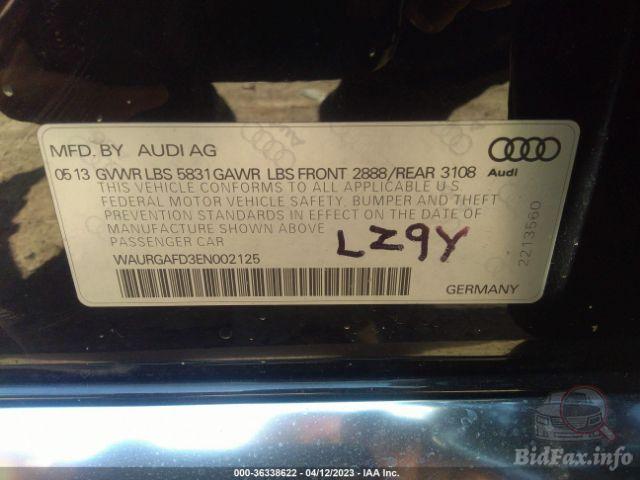 MFD. BY AUDI AG
05 13 GVWR LBS 5831 GAWR LBS FRONT 2888/REAR 3108
Audi
THIS VEHICLE CONFORMS TO ALL APPLICABLE U S
FEDERAL MOTOR VEHICLE SAFETY, BUMPER AND THEFT
PREVENTION STANDARDS IN EFFECT ON THE DATE OF
MANUFACTURE SHOWN ABOVE
PASSENGER CAR
LZ9Y
WAURGAFD3EN002125
2213560
GERMANY
BidFax.info
000-36338622 - 04/12/2023 - IAA Inc.